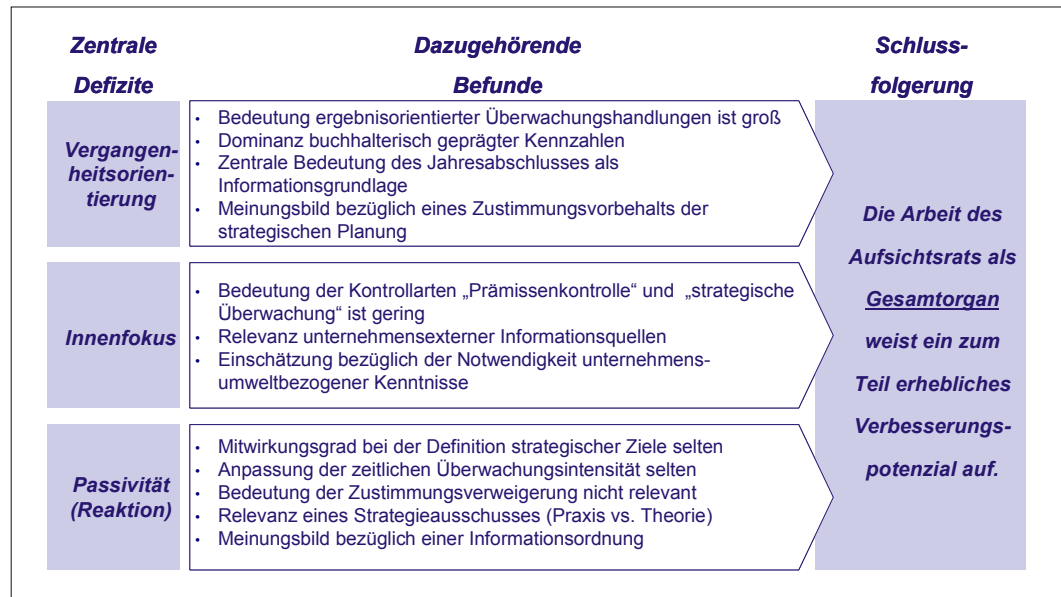 Zentrale
Defizite
Dazugehörende
Befunde
Schluss-
folgerung
Vergangen-
heitsorien-
tierung
• Bedeutung ergebnisorientierter Überwachungshandlungen ist groß
• Dominanz buchhalterisch geprägter Kennzahlen
• Zentrale Bedeutung des Jahresabschlusses als
Informationsgrundlage
• Meinungsbild bezüglich eines Zustimmungsvorbehalts der
strategischen Planung
Innenfokus
• Bedeutung der Kontrollarten „Prämissenkontrolle“ und „strategische
Überwachung“ ist gering
• Relevanz unternehmensexterner Informationsquellen
• Einschätzung bezüglich der Notwendigkeit unternehmens-
umweltbezogener Kenntnisse
Passivität
(Reaktion)
• Mitwirkungsgrad bei der Definition strategischer Ziele selten
• Anpassung der zeitlichen Überwachungsintensität selten
• Bedeutung der Zustimmungsverweigerung nicht relevant
• Relevanz eines Strategieausschusses (Praxis vs. Theorie)
• Meinungsbild bezüglich einer Informationsordnung
Die Arbeit des
Aufsichtsrats als
Gesamtorgan
weist ein zum
Teil erhebliches
Verbesserungs-
potenzial auf.